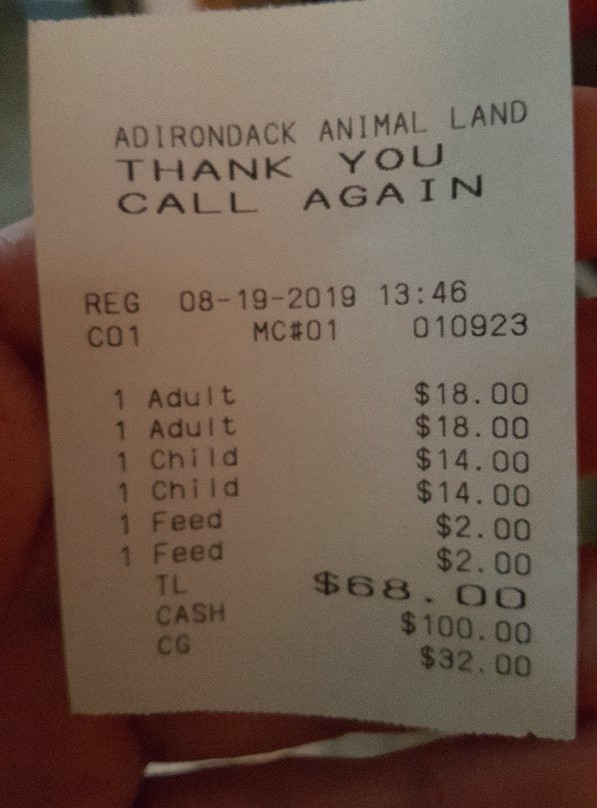 ADIRONDACK ANIMAL LAND
THANK YOU
CALL AGAIN
REG 08-19-2019 13:46
C01 MC#01 010923
1 Adult $18.00
1 Adult $18.00
1 Child $14.00
1 Child $14.00
1 Feed $2.00
1 Feed $2.00
TL $68.00
CASH $100.00
CG $32.00